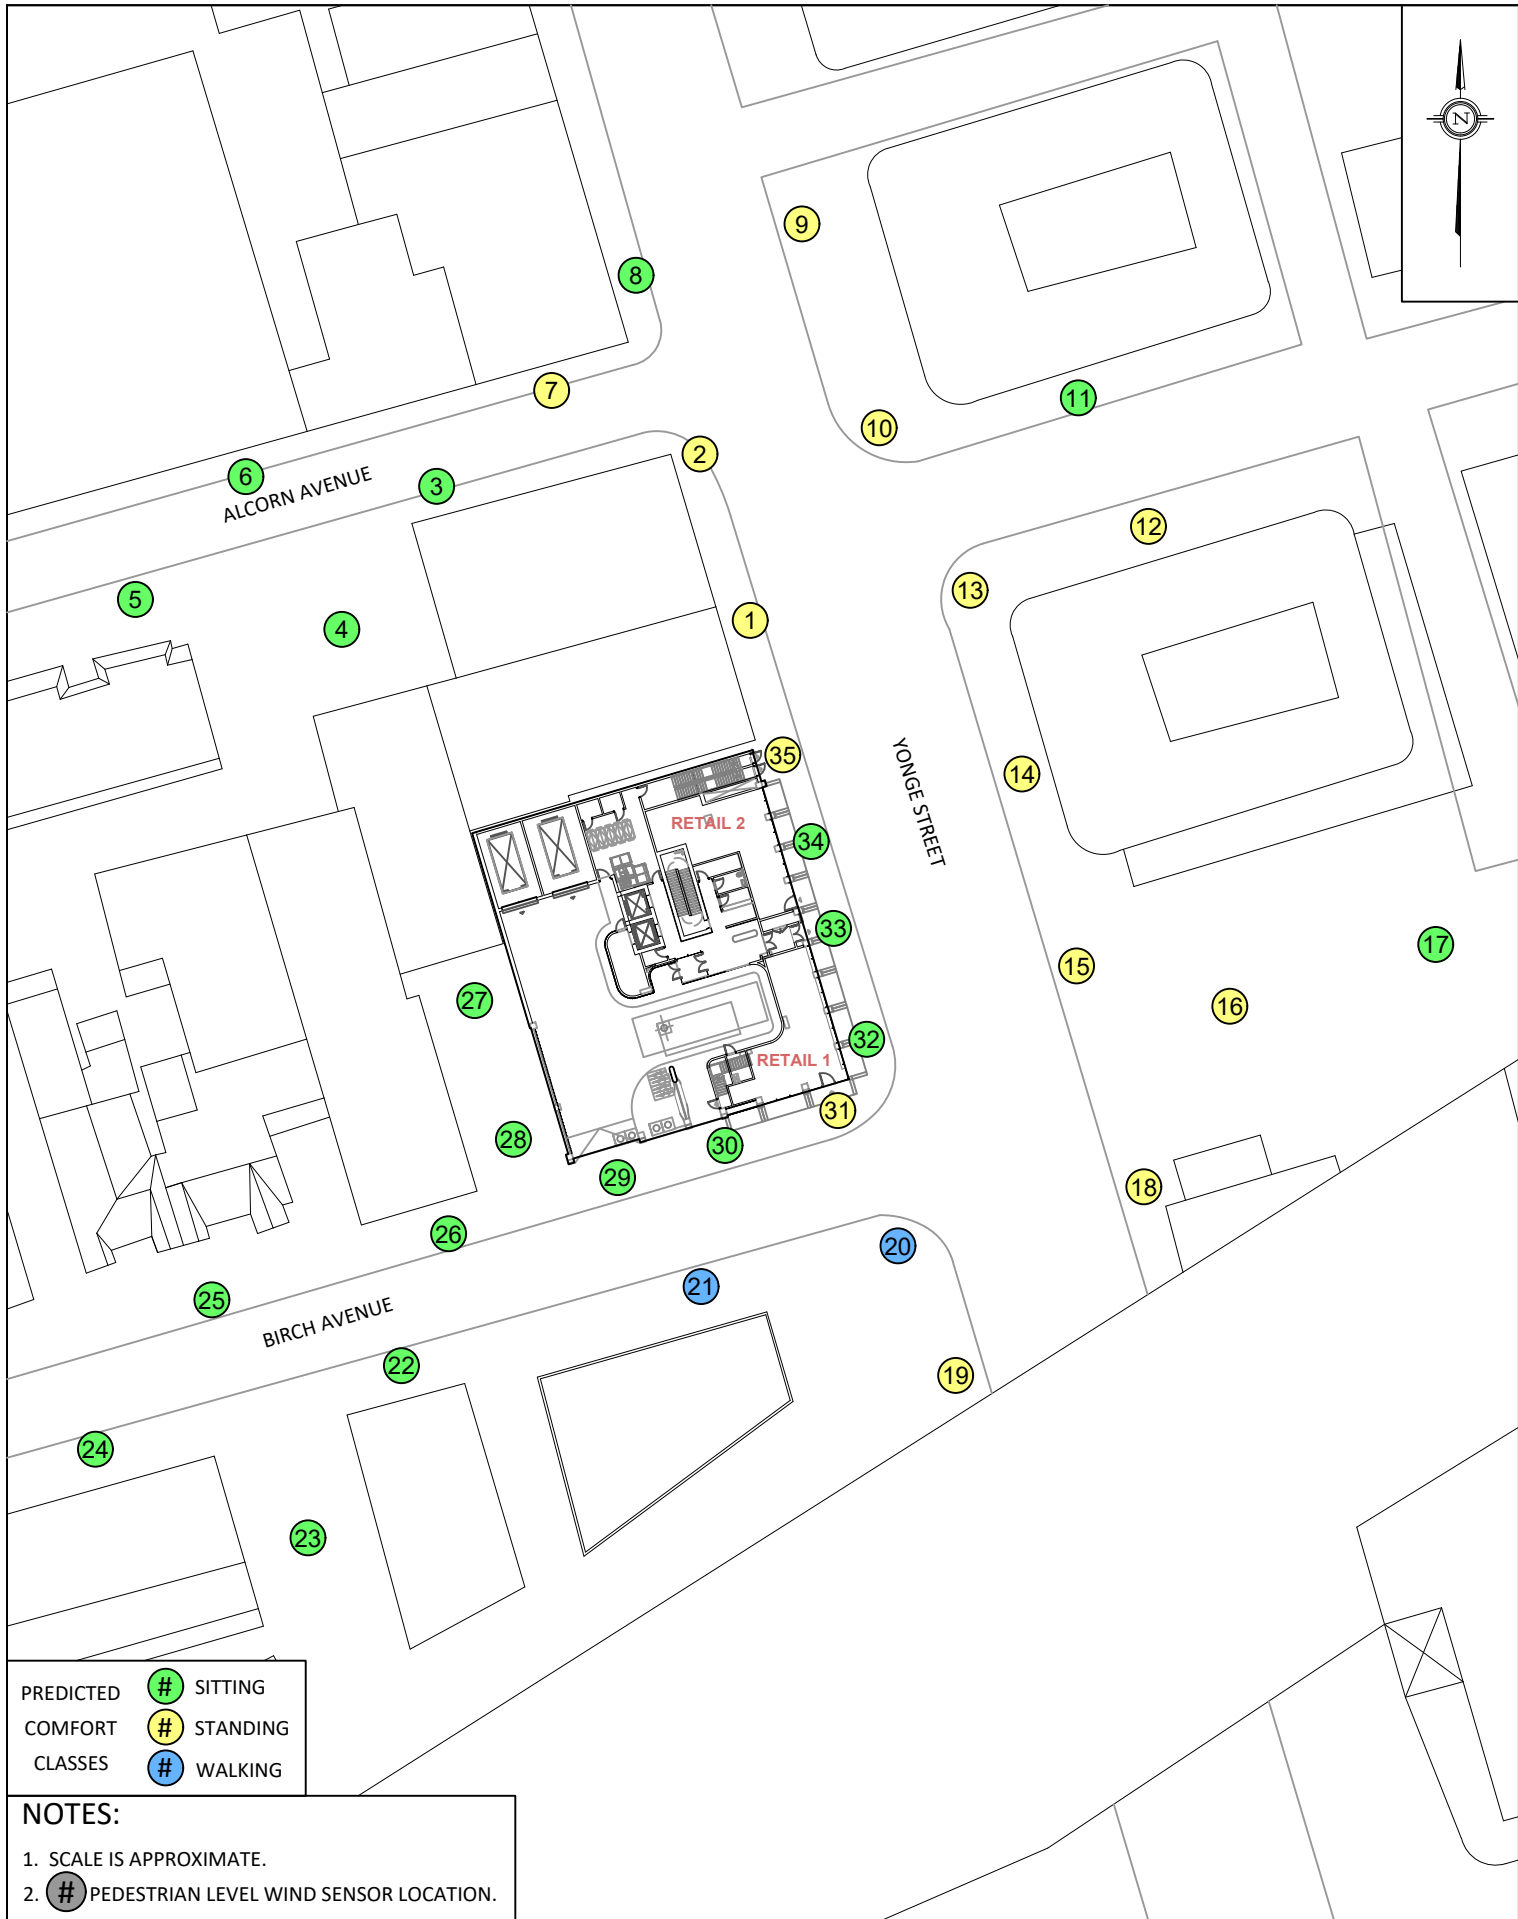 N
9
8
7
11
10
2
6
3
ALCORN AVENUE
12
13
5
4
1
35
YONGE STREET
14
RETAIL 2
34
33
17
15
27
16
32
RETAIL 1
31
28
30
29
18
26
20
21
25
BIRCH AVENUE
22
19
24
23
PREDICTED COMFORT CLASSES
# SITTING
# STANDING
# WALKING
NOTES:
1. SCALE IS APPROXIMATE.
2. # PEDESTRIAN LEVEL WIND SENSOR LOCATION.